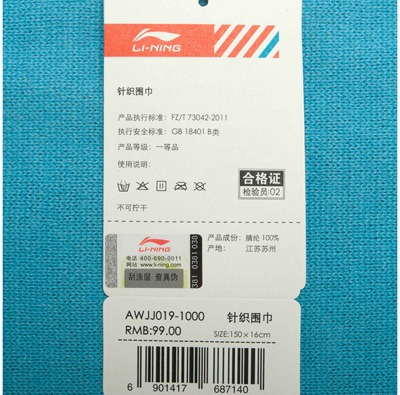 LI-NING
针织围巾
产品执行标准: FZ/T 73042-2011
执行安全标准: GB 18401 B类
产品等级: 一等品
使用说明:
合格证
检验员:02
不可拧干
LI-NING
电话 400-690-0011
网站 www.li-ning.com
刮涂层 查真伪
381 0381 038
产品成份: 腈纶 100%
产地: 江苏苏州
AWJJ019-1000 针织围巾
RMB:99.00 SIZE:150×16cm
6 901417 687140